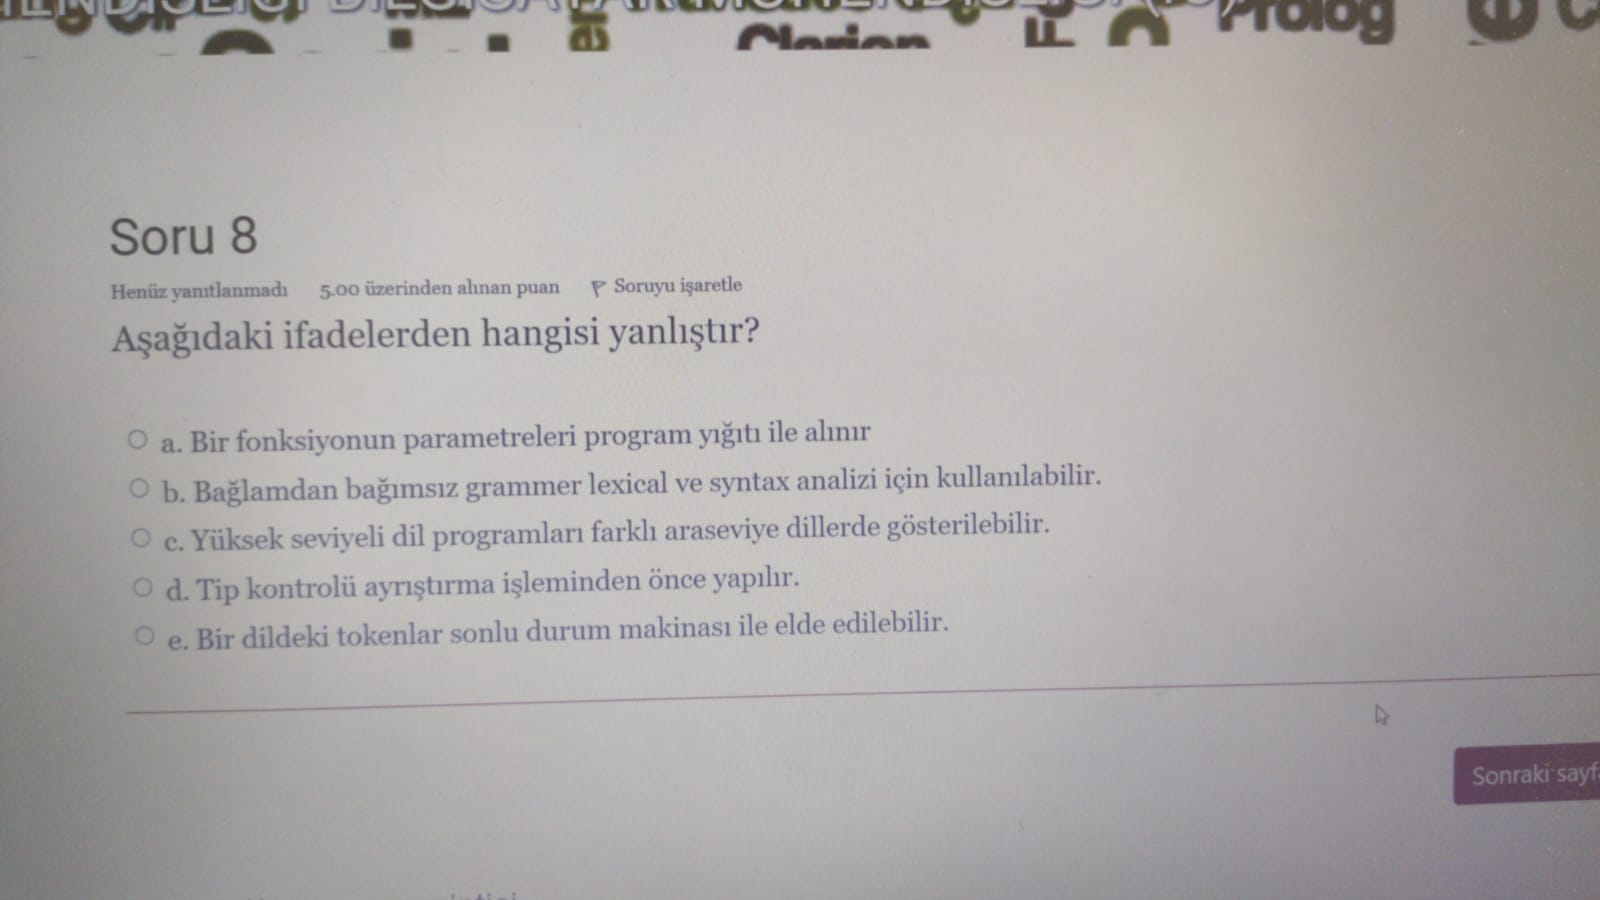 Clarion
Prolog
Soru 8
Henüz yanıtlanmadı 5.00 üzerinden alınan puan Soruyu işaretle
Aşağıdaki ifadelerden hangisi yanlıştır?
a. Bir fonksiyonun parametreleri program yığıtı ile alınır
b. Bağlamdan bağımsız grammer lexical ve syntax analizi için kullanılabilir.
c. Yüksek seviyeli dil programları farklı araseviye dillerde gösterilebilir.
d. Tip kontrolü ayrıştırma işleminden önce yapılır.
e. Bir dildeki tokenlar sonlu durum makinası ile elde edilebilir.
Sonraki